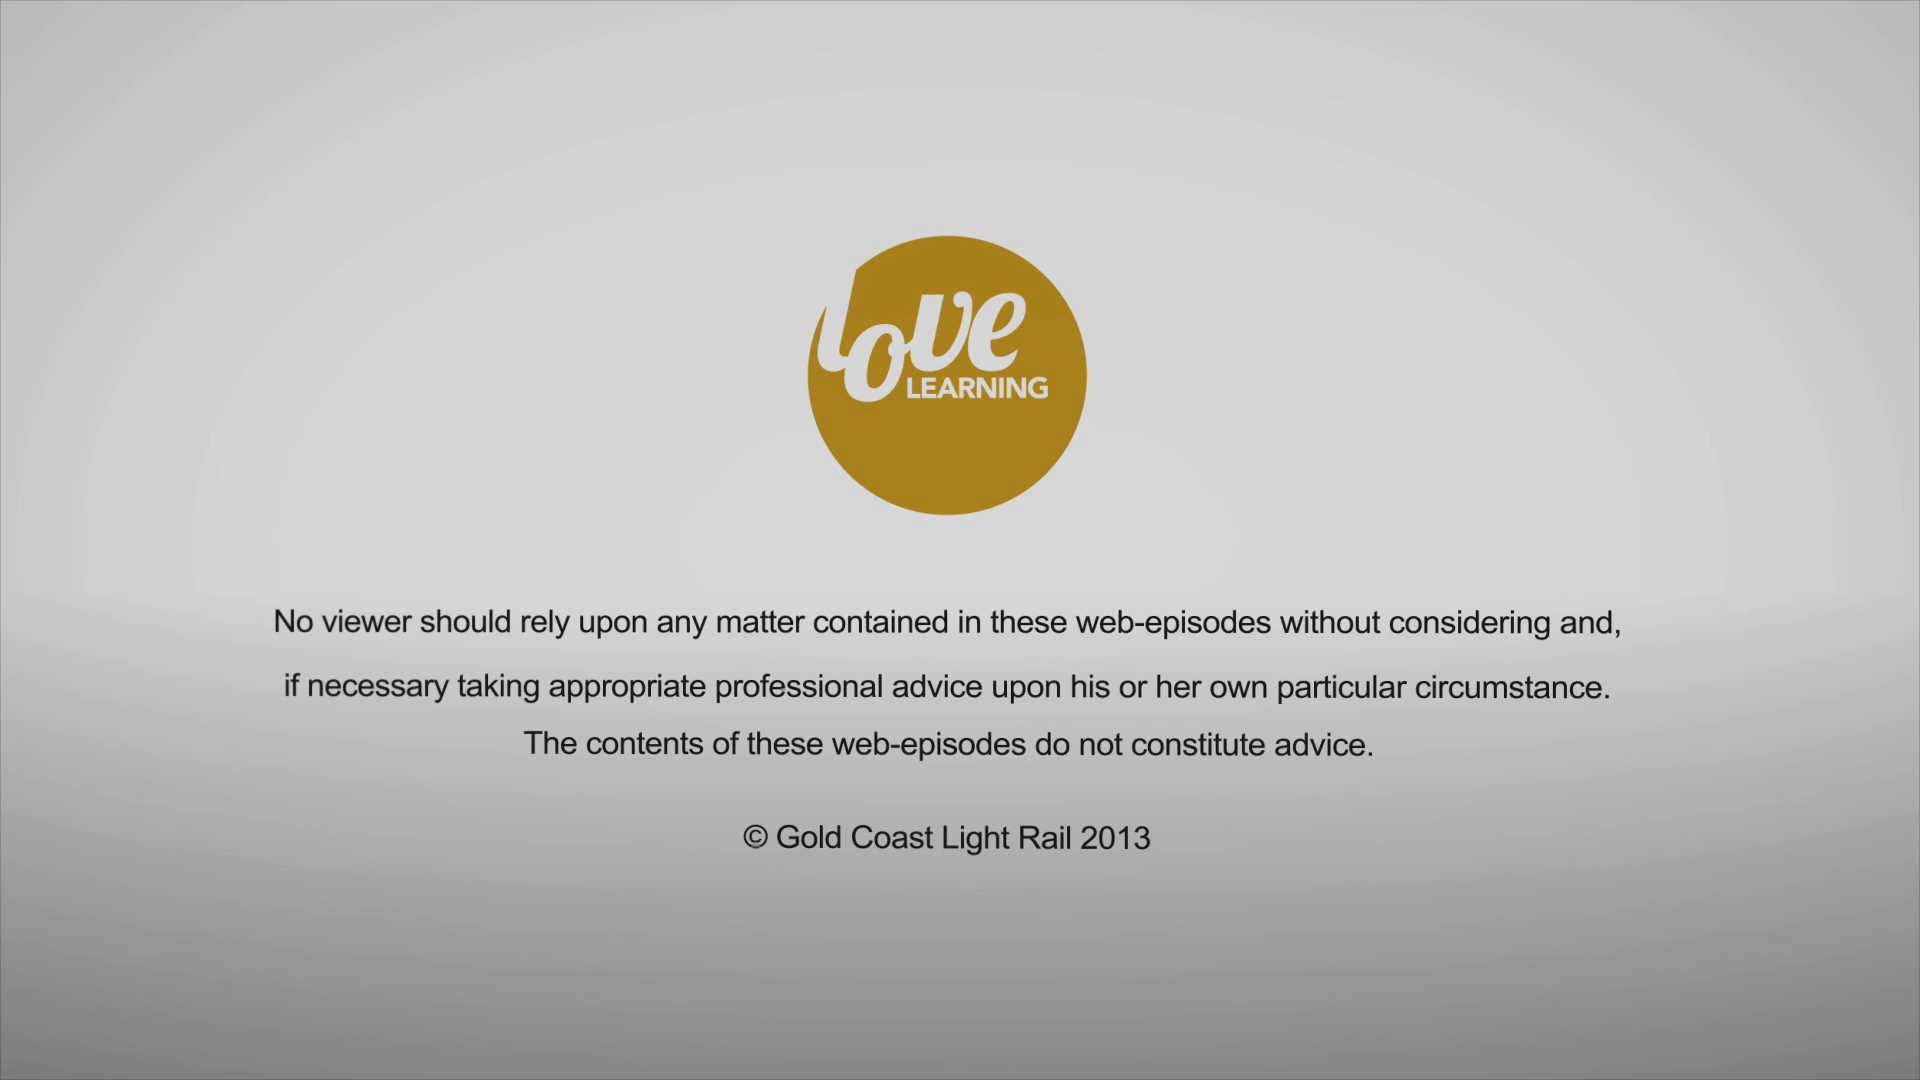 love
LEARNING
No viewer should rely upon any matter contained in these web-episodes without considering and,
if necessary taking appropriate professional advice upon his or her own particular circumstance.
The contents of these web-episodes do not constitute advice.
© Gold Coast Light Rail 2013